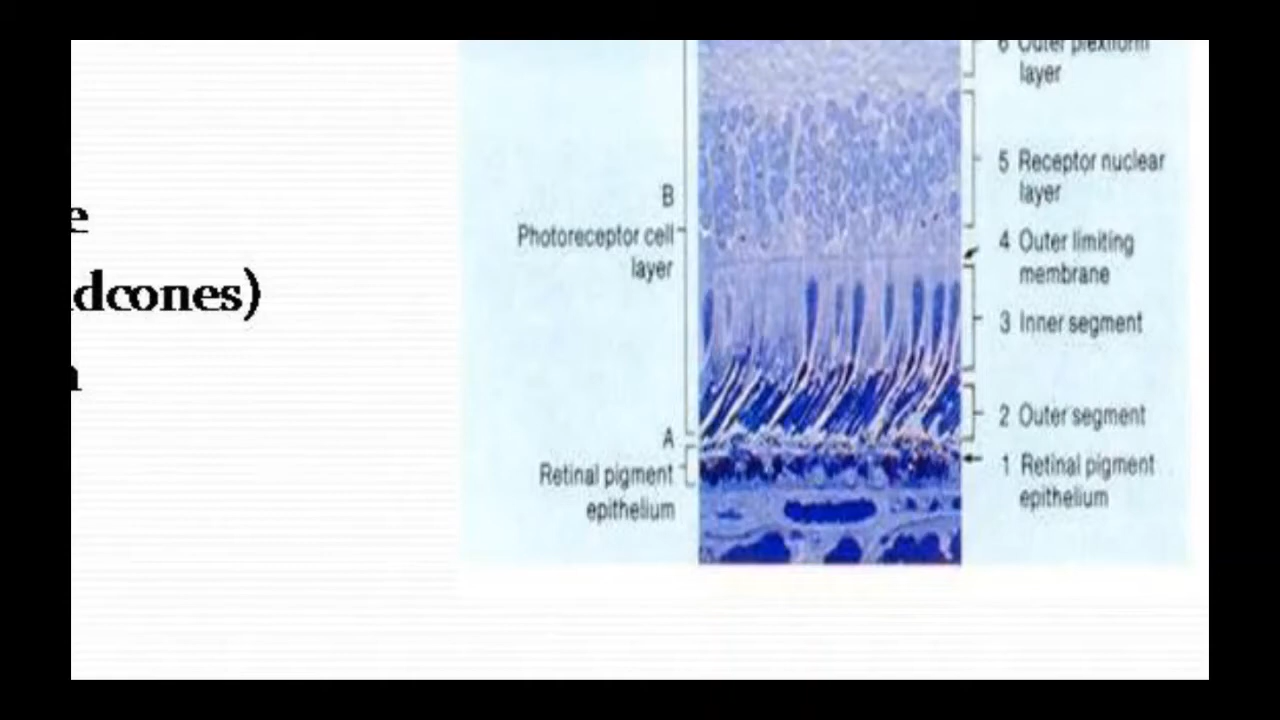 e
dcones)
B
Photoreceptor cell
layer
A
Retinal pigment
epithelium
6 Outer plexiform
layer
5 Receptor nuclear
layer
4 Outer limiting
membrane
3 Inner segment
2 Outer segment
1 Retinal pigment
epithelium